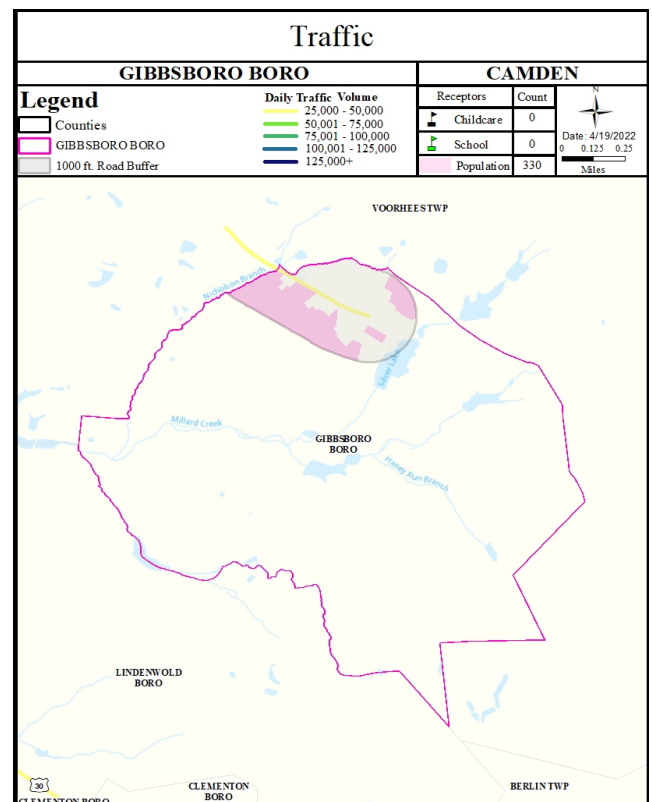 Traffic
GIBBSBORO BORO
CAMDEN
Legend
Counties
GIBBSBORO BORO
1000 ft. Road Buffer
Daily Traffic Volume
25,000 - 50,000
50,001 - 75,000
75,001 - 100,000
100,001 - 125,000
125,000+
Receptors Count
Childcare 0
School 0
Population 330
N
Date: 4/19/2022
0 0.125 0.25
Miles
VOORHEES TWP
Nicholson Branch
Silver Lake
Millard Creek
GIBBSBORO
BORO
Haney Run Branch
LINDENWOLD
BORO
30
CLEMENTON BORO
CLEMENTON
BORO
BERLIN TWP